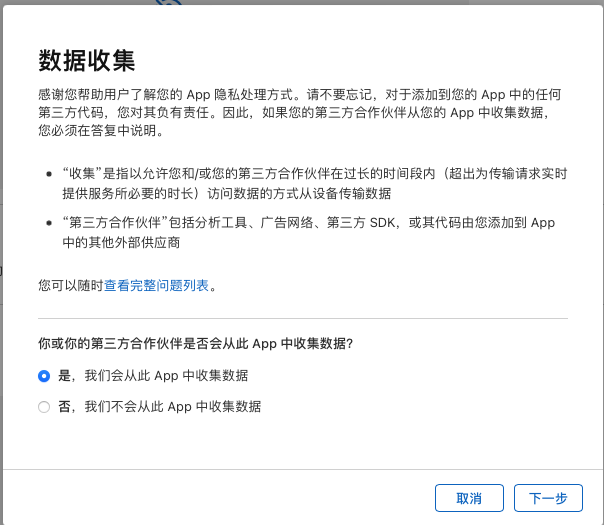 数据收集
感谢您帮助用户了解您的 App 隐私处理方式。请不要忘记，对于添加到您的 App 中的任何
第三方代码，您对其负有责任。因此，如果您的第三方合作伙伴从您的 App 中收集数据，
您必须在答复中说明。
• “收集”是指以允许您和/或您的第三方合作伙伴在过长的时间段内（超出为传输请求实时
提供服务所必要的时长）访问数据的方式从设备传输数据
• “第三方合作伙伴”包括分析工具、广告网络、第三方 SDK，或其代码由您添加到 App
中的其他外部供应商
您可以随时查看完整问题列表。
你或你的第三方合作伙伴是否会从此 App 中收集数据?
是，我们会从此 App 中收集数据
否，我们不会从此 App 中收集数据
取消
下一步